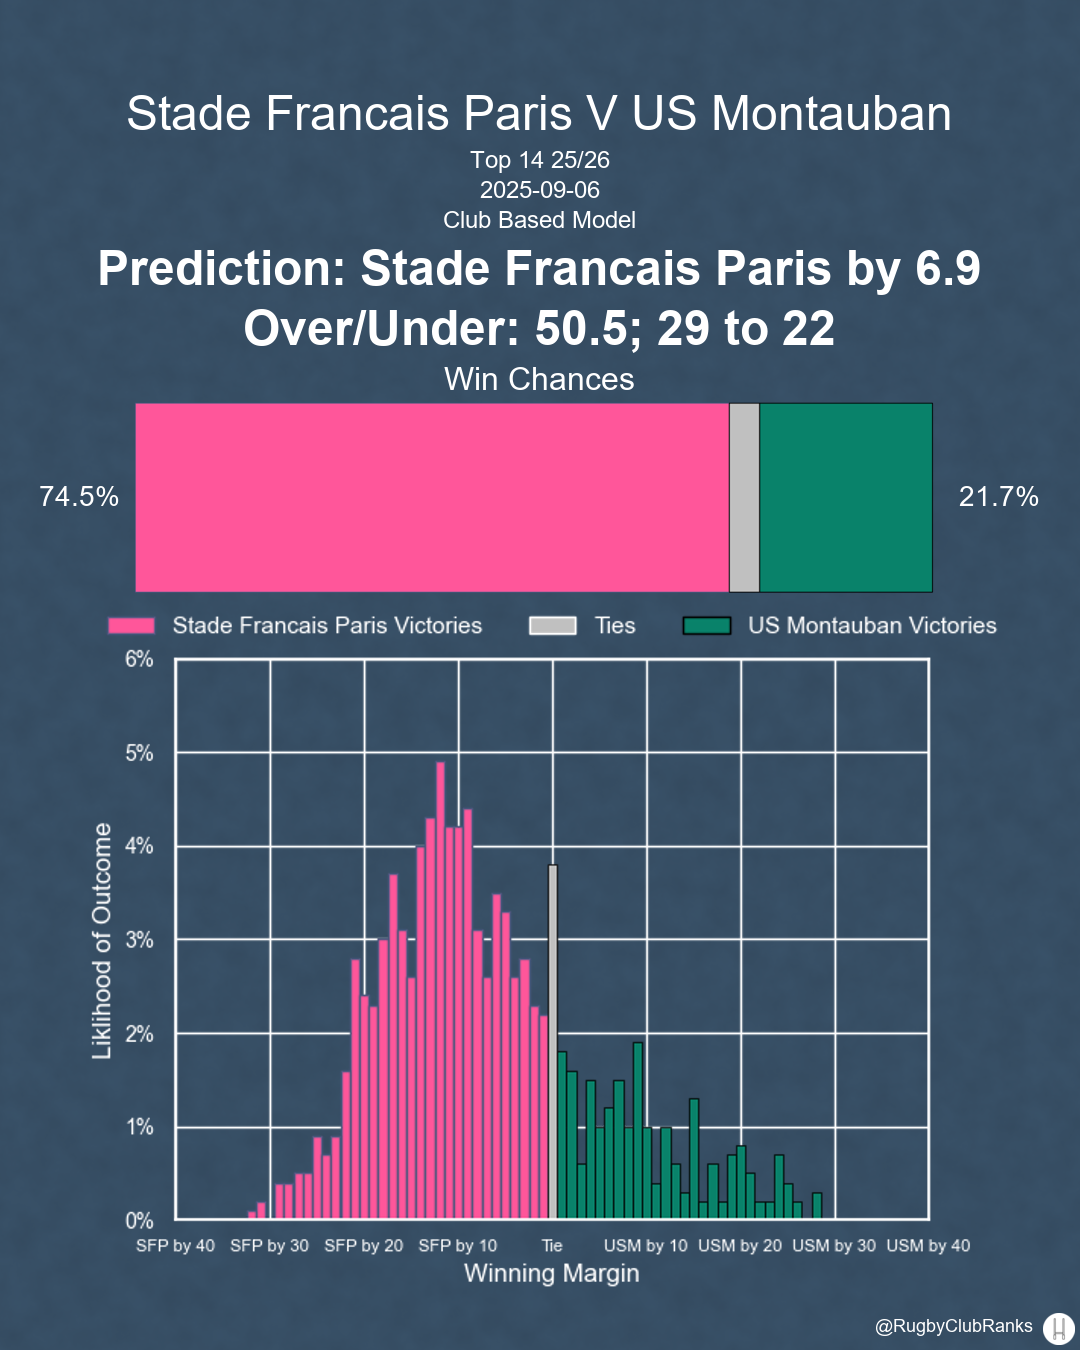 Stade Francais Paris V US Montauban
Top 14 25/26
2025-09-06
Club Based Model
Prediction: Stade Francais Paris by 6.9
Over/Under: 50.5; 29 to 22
Win Chances
74.5%
21.7%
Stade Francais Paris Victories
Ties
US Montauban Victories
6%
5%
4%
3%
2%
1%
0%
Liklihood of Outcome
SFP by 40
SFP by 30
SFP by 20
SFP by 10
Tie
USM by 10
USM by 20
USM by 30
USM by 40
Winning Margin
@RugbyClubRanks